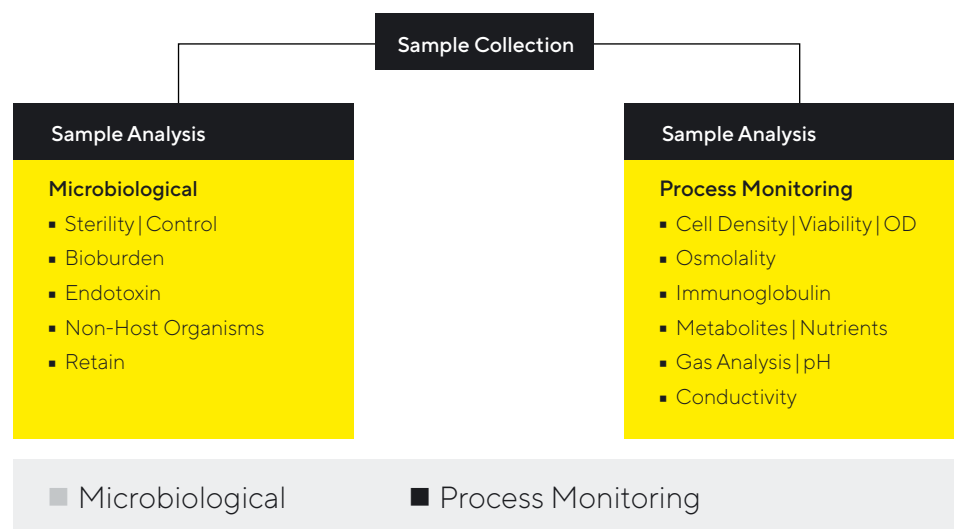 Sample Collection
Sample Analysis
Microbiological
▪ Sterility | Control
▪ Bioburden
▪ Endotoxin
▪ Non-Host Organisms
▪ Retain
Sample Analysis
Process Monitoring
▪ Cell Density | Viability | OD
▪ Osmolality
▪ Immunoglobulin
▪ Metabolites | Nutrients
▪ Gas Analysis | pH
▪ Conductivity
Microbiological
Process Monitoring